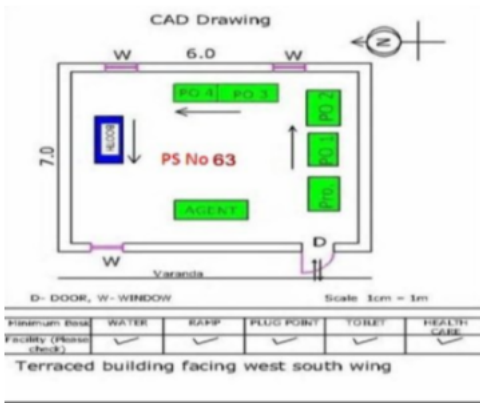 CAD Drawing
W 6.0 W
N
PO 4 PO 3
PO 2
BOOTH
7.0
PS No 63
PO 1
Pro.
AGENT
D
W
Varanda
D- DOOR, W- WINDOW Scale 1cm - 1m
Minimum Basic WATER RAMP PLUG POINT TOILET HEALTH CARE
Facility (Please check)
Terraced building facing west south wing